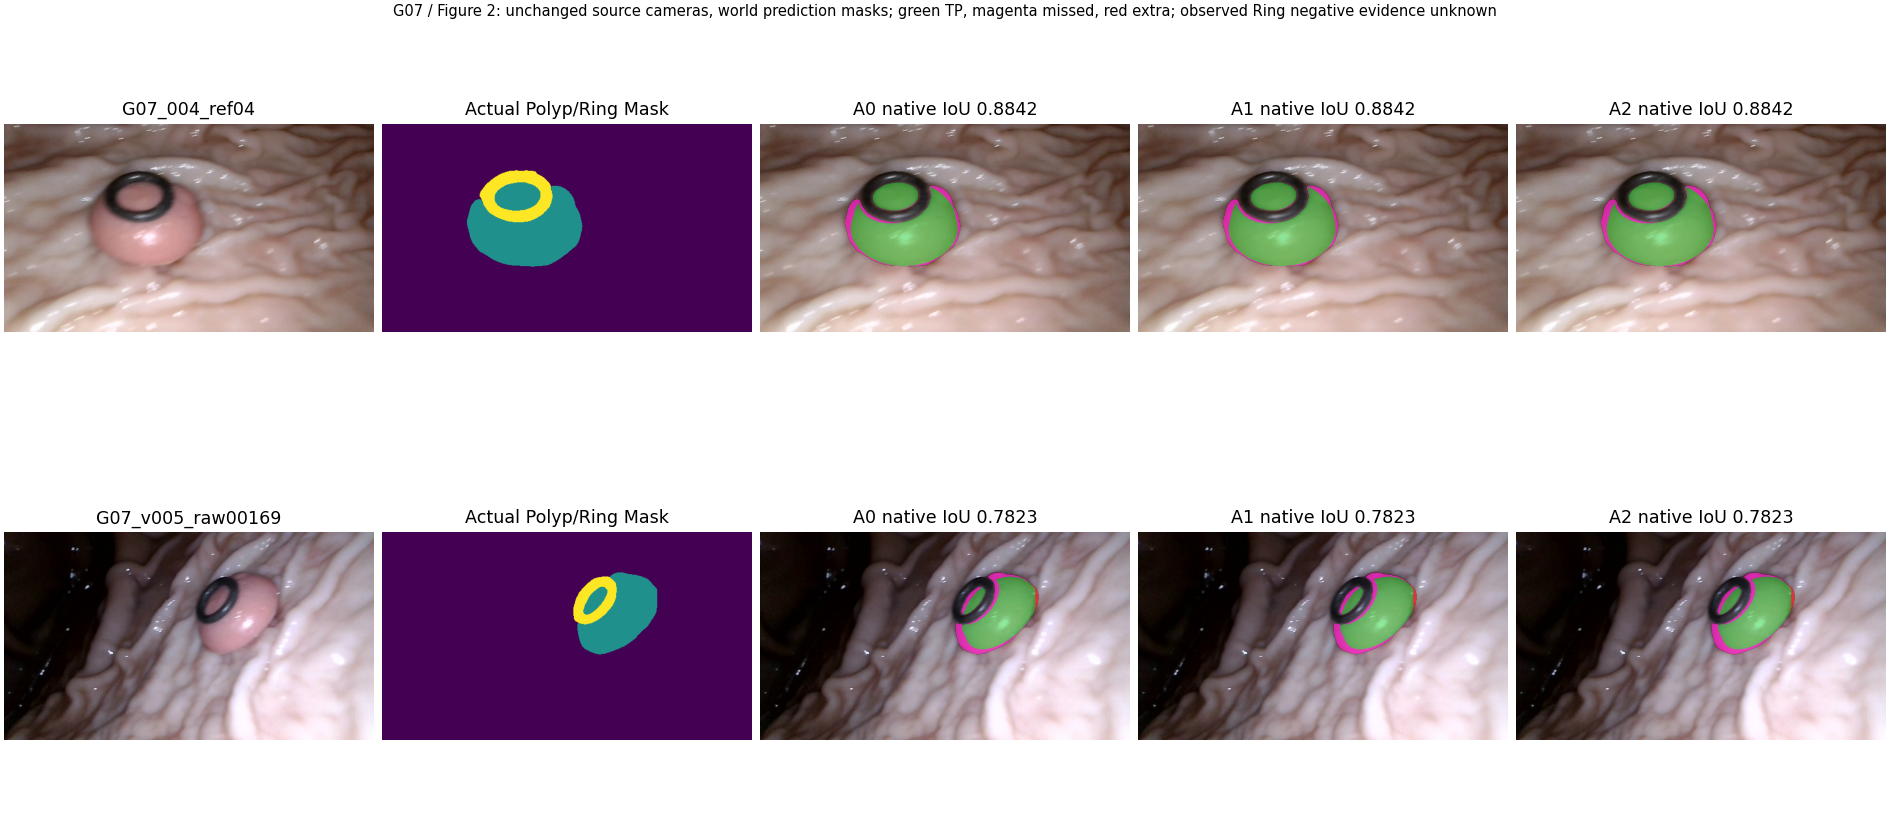 G07 / Figure 2: unchanged source cameras, world prediction masks; green TP, magenta missed, red extra; observed Ring negative evidence unknown
G07_004_ref04
Actual Polyp/Ring Mask
A0 native IoU 0.8842
A1 native IoU 0.8842
A2 native IoU 0.8842
G07_v005_raw00169
Actual Polyp/Ring Mask
A0 native IoU 0.7823
A1 native IoU 0.7823
A2 native IoU 0.7823